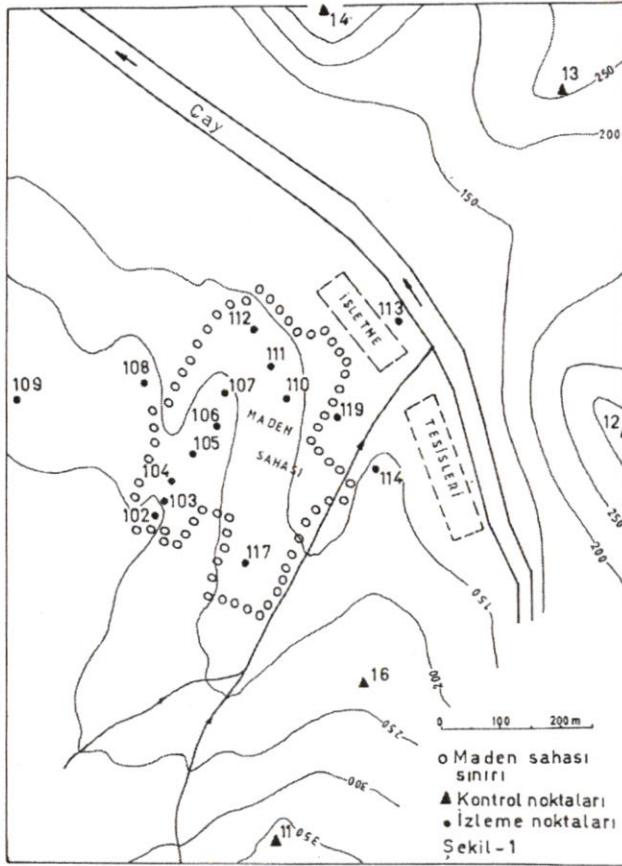 14
13
250
200
Çay
150
İŞLETME
113
112
111
108
109
107
110
MADEN
119
106
12
105
SAHASI
TESİSLERİ
104
114
103
102
250
200
117
150
16
200
250
0 100 200 m
o Maden sahası
sınırı
▲ Kontrol noktaları
• İzleme noktaları
300
11
350
Şekil-1